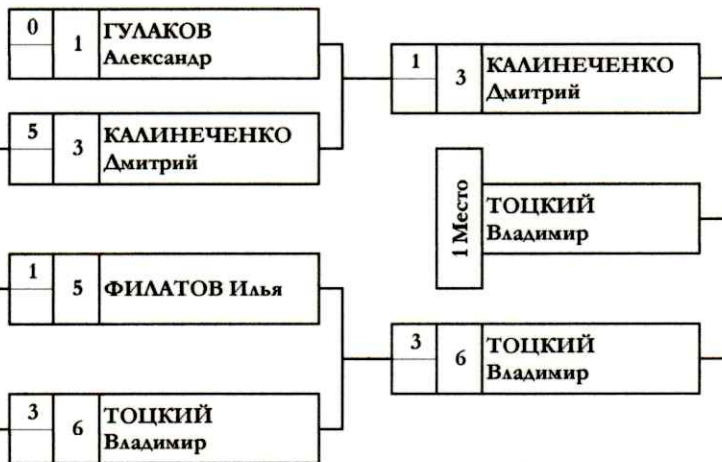 0
1
ГУЛАКОВ
Александр
5
3
КАЛИНЕЧЕНКО
Дмитрий
1
5
ФИЛАТОВ Илья
3
6
ТОЦКИЙ
Владимир
1
3
КАЛИНЕЧЕНКО
Дмитрий
1 Место
ТОЦКИЙ
Владимир
3
6
ТОЦКИЙ
Владимир